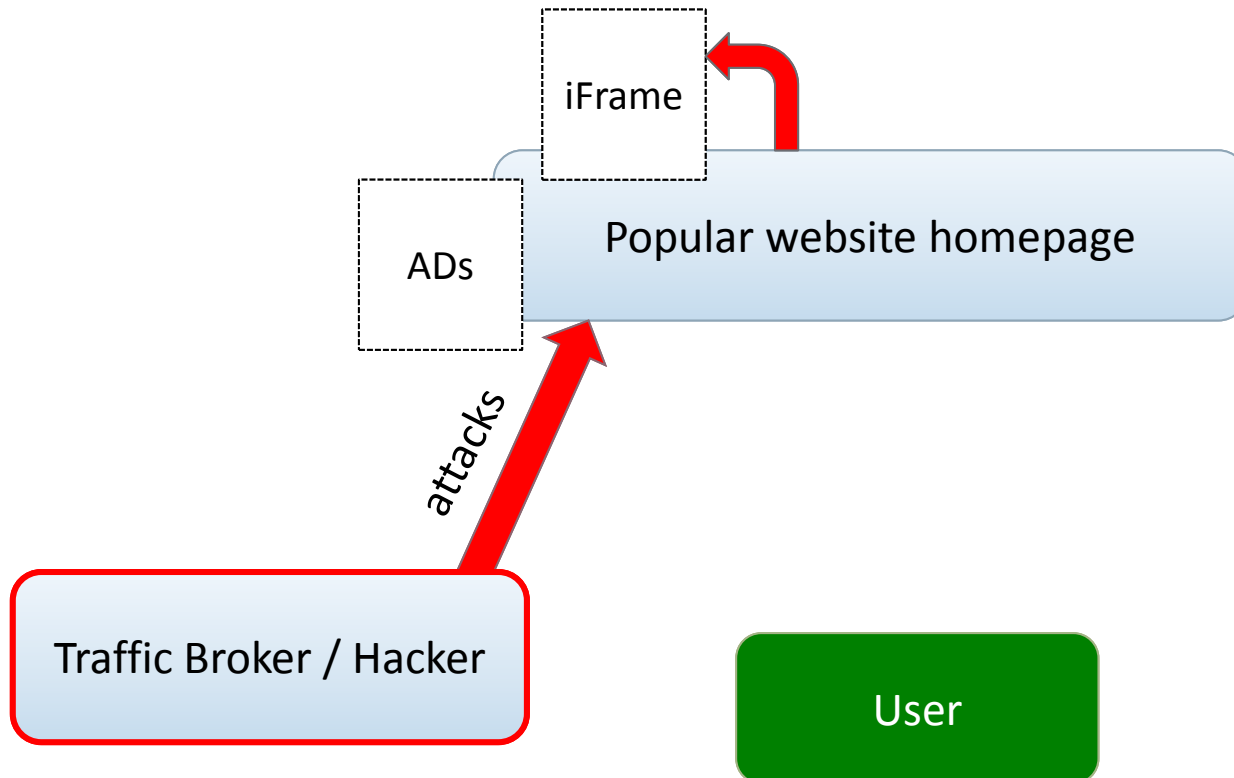 iFrame
Popular website homepage
ADs
attacks
Traffic Broker / Hacker
User